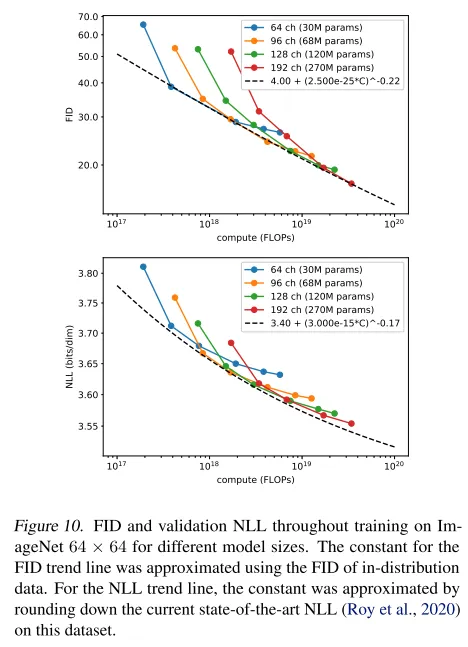 70.0
60.0
50.0
40.0
30.0
20.0
FID
64 ch (30M params)
96 ch (68M params)
128 ch (120M params)
192 ch (270M params)
4.00 + (2.500e-25*C)^-0.22
10^17
10^18
10^19
10^20
compute (FLOPs)
3.80
3.75
3.70
3.65
3.60
3.55
NLL (bits/dim)
64 ch (30M params)
96 ch (68M params)
128 ch (120M params)
192 ch (270M params)
3.40 + (3.000e-15*C)^-0.17
10^17
10^18
10^19
10^20
compute (FLOPs)
Figure 10. FID and validation NLL throughout training on Im-
ageNet 64 × 64 for different model sizes. The constant for the
FID trend line was approximated using the FID of in-distribution
data. For the NLL trend line, the constant was approximated by
rounding down the current state-of-the-art NLL (Roy et al., 2020)
on this dataset.